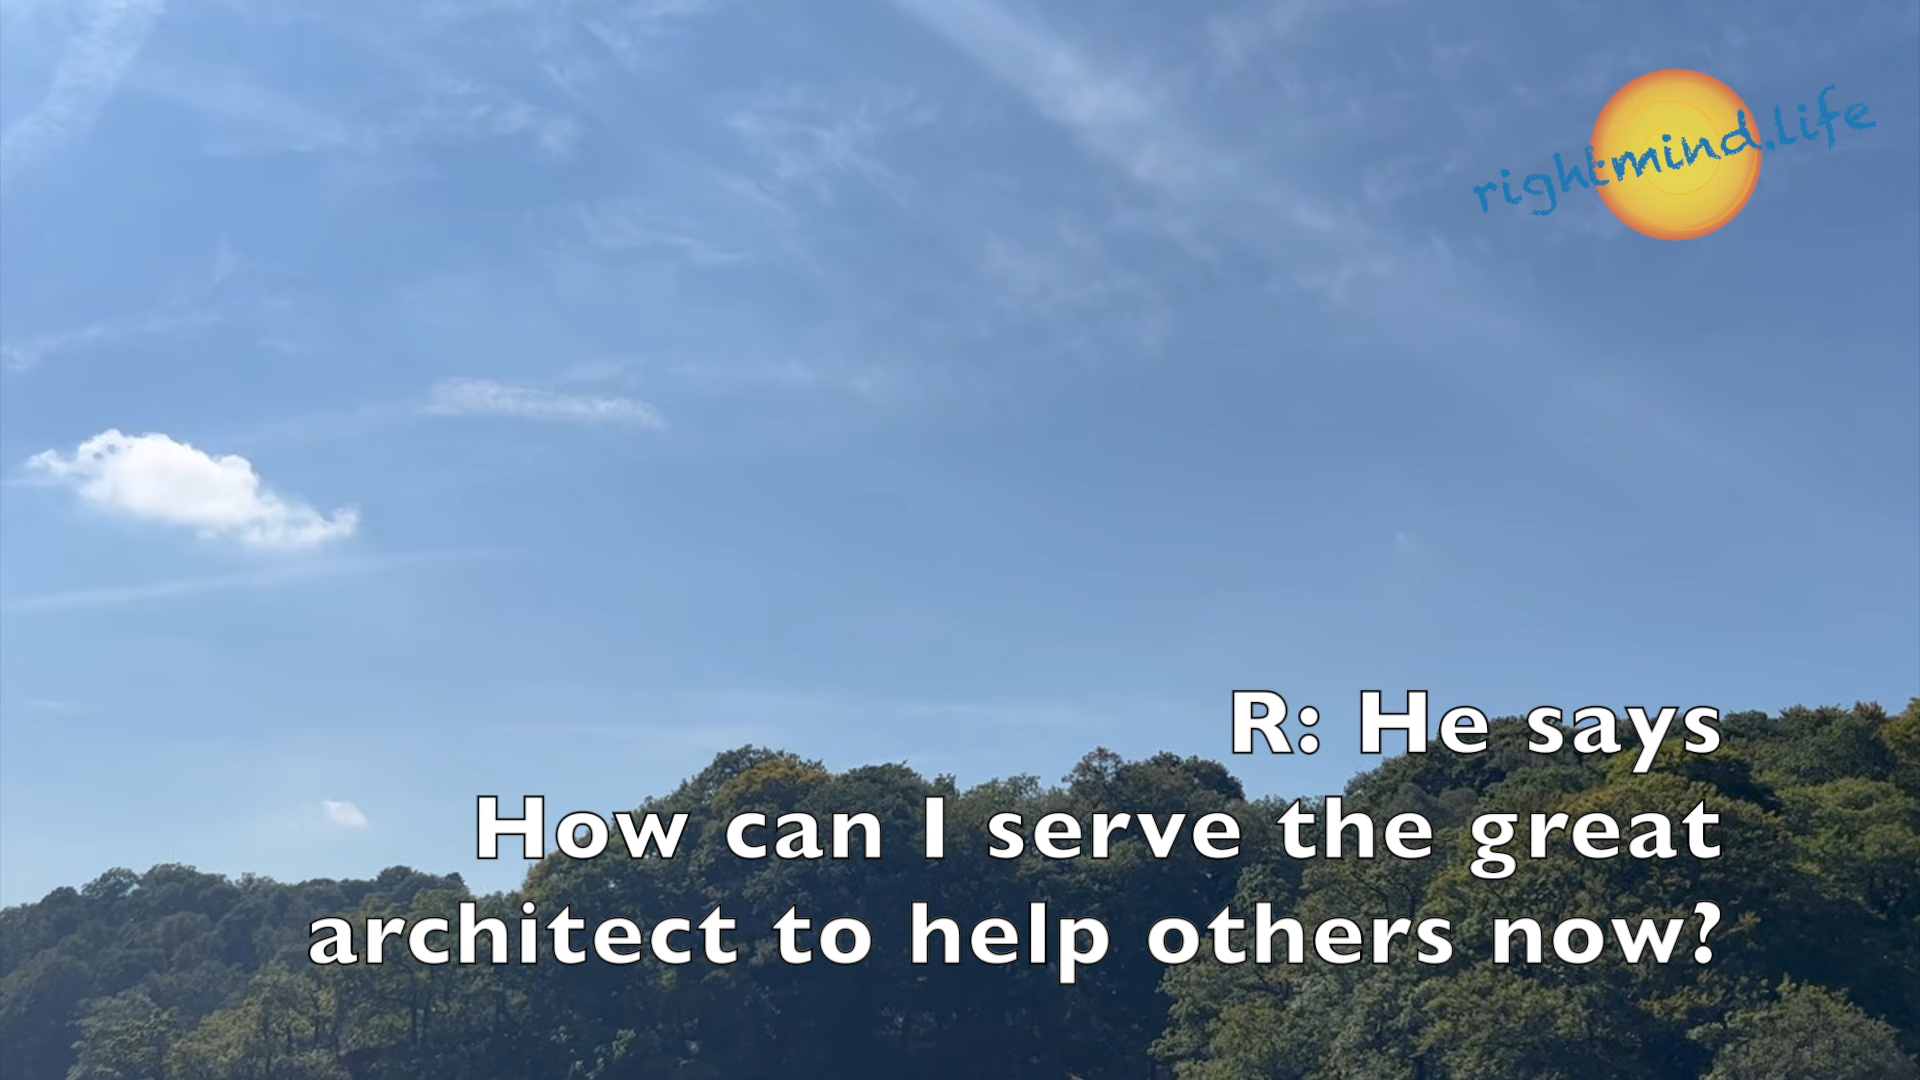 rightmind.life
R: He says
How can I serve the great
architect to help others now?